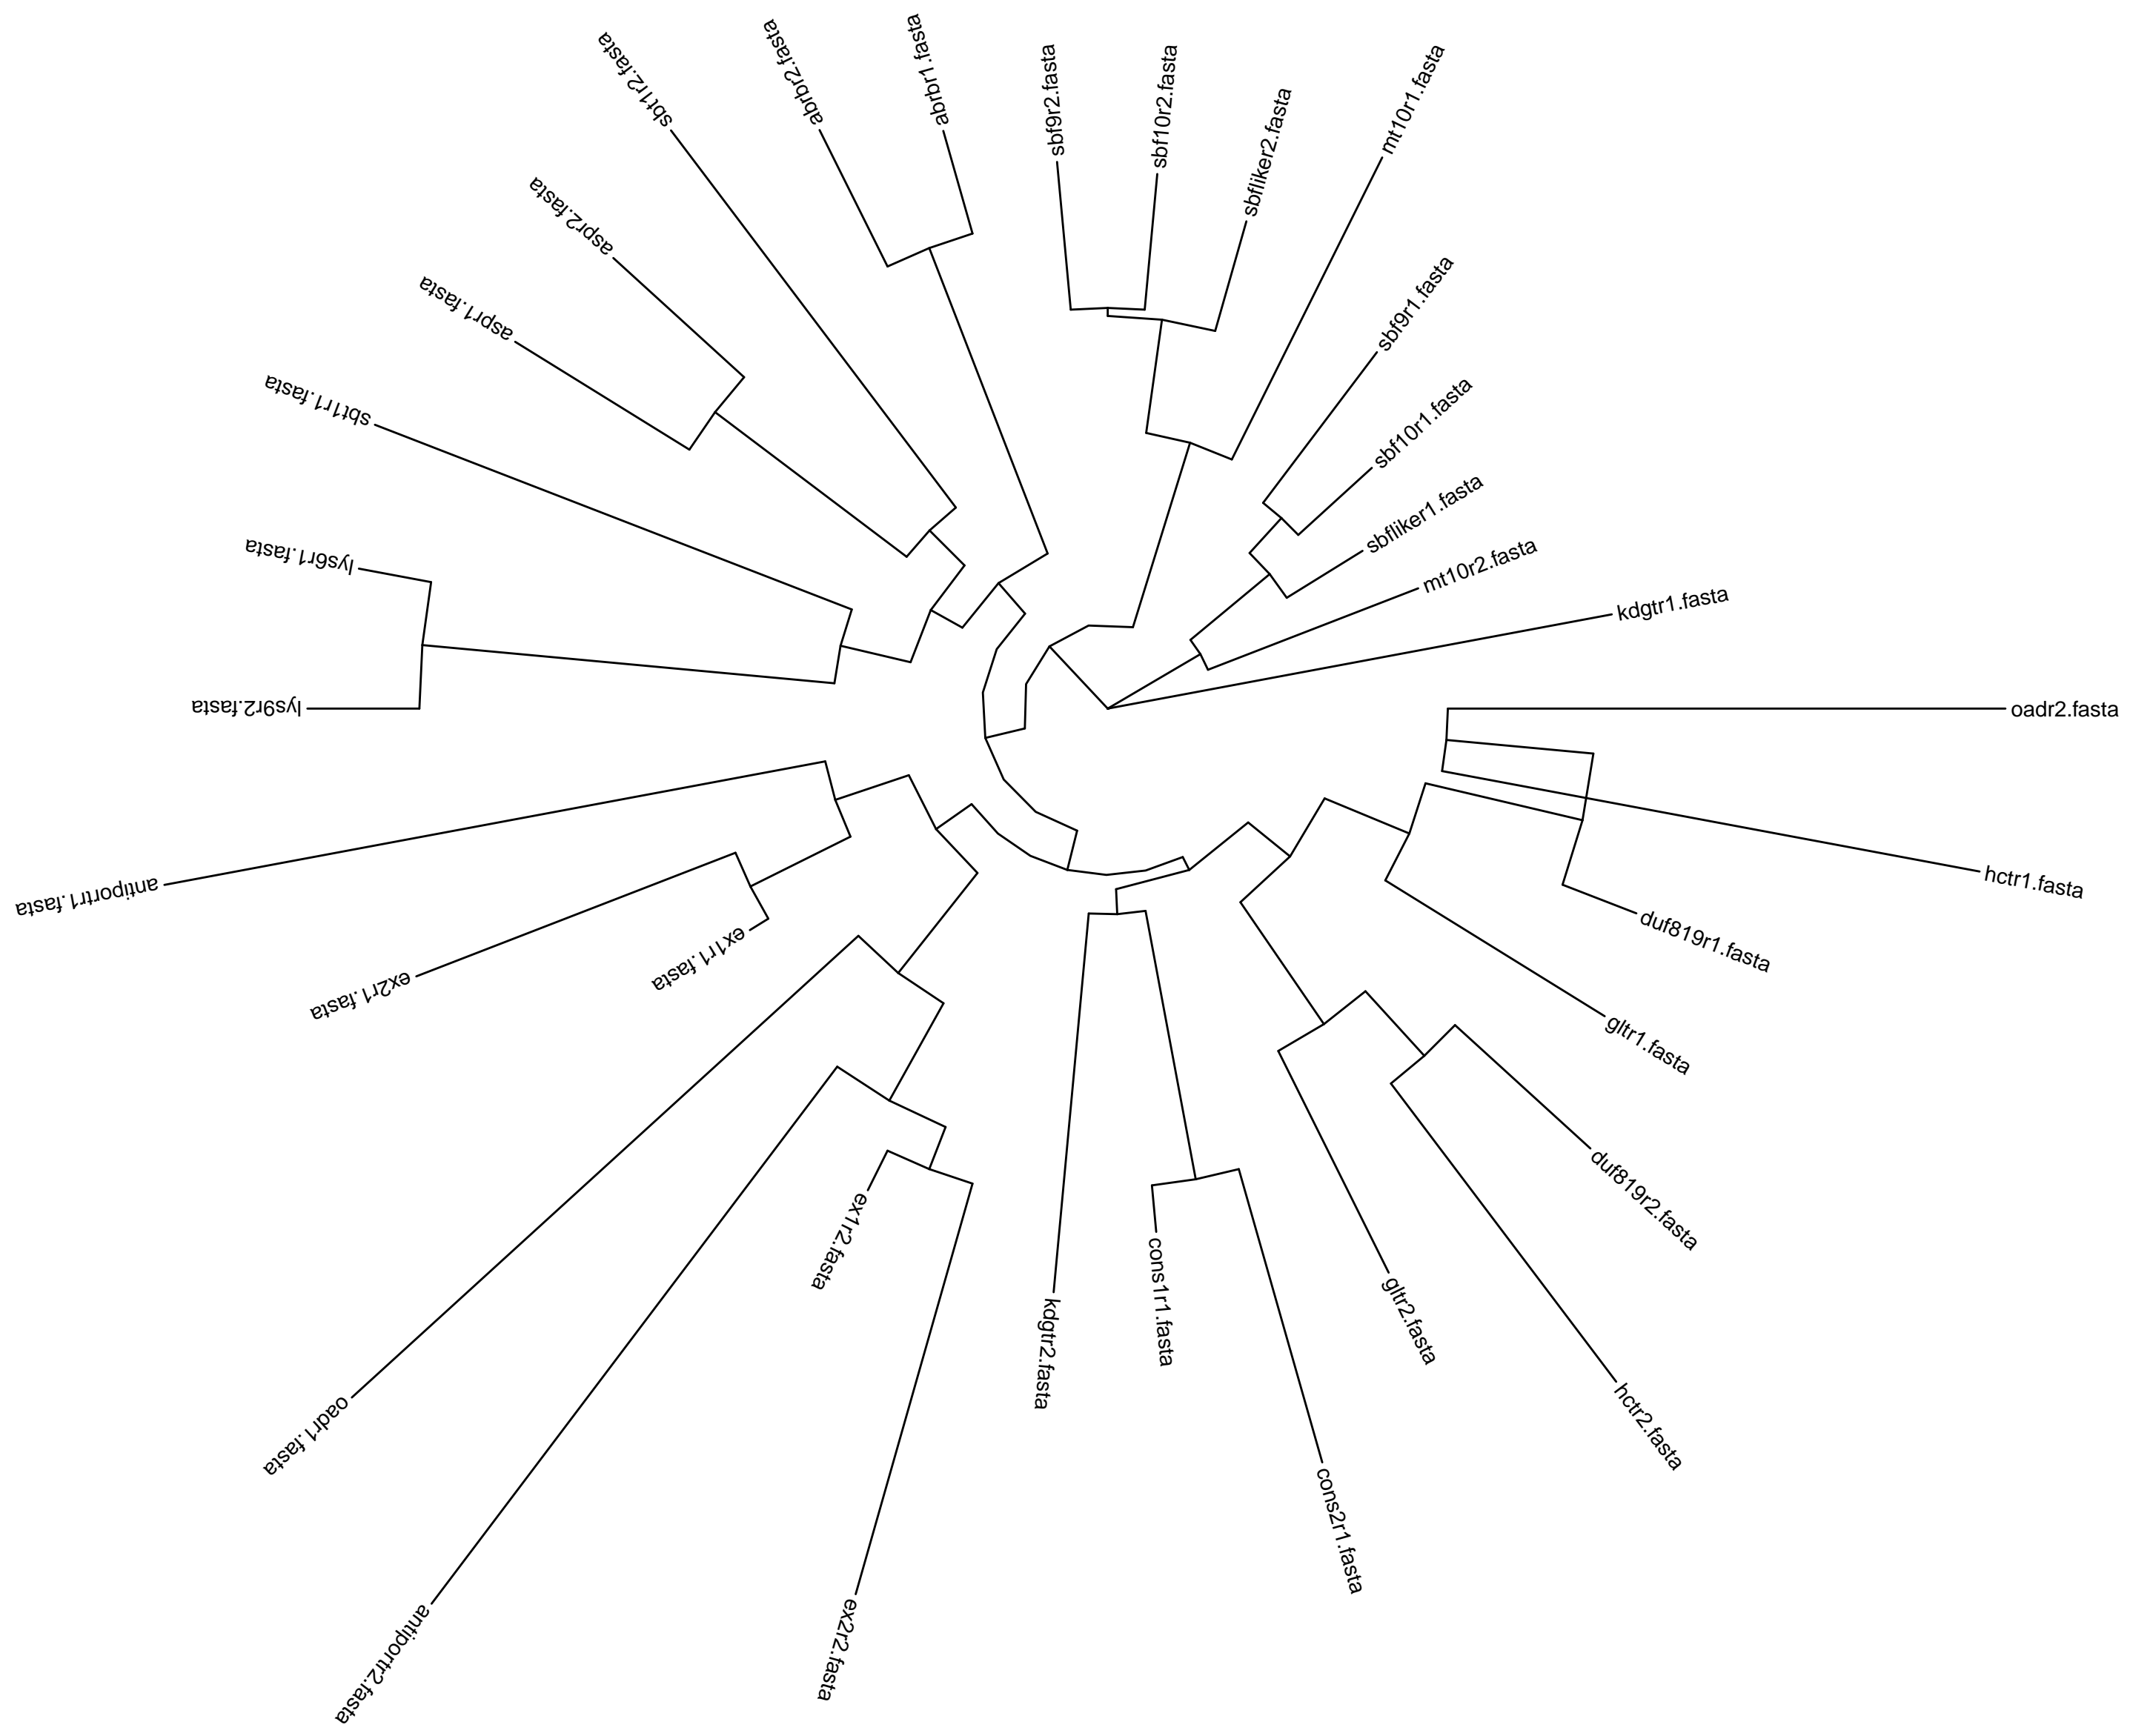 abrbr1.fasta
sbf9r2.fasta
sbf10r2.fasta
sbfliker2.fasta
mt10r1.fasta
sbf9r1.fasta
sbf10r1.fasta
sbfliker1.fasta
mt10r2.fasta
kdgtr1.fasta
oadr2.fasta
hctr1.fasta
duf819r1.fasta
gltr1.fasta
duf819r2.fasta
hctr2.fasta
gltr2.fasta
cons2r1.fasta
cons1r1.fasta
kdgtr2.fasta
ex2r2.fasta
ex1r2.fasta
antiportr2.fasta
oadr1.fasta
ex1r1.fasta
ex2r1.fasta
antiportr1.fasta
lys9r2.fasta
lys6r1.fasta
sbt1r1.fasta
aspr1.fasta
aspr2.fasta
sbt1r2.fasta
abrbr2.fasta